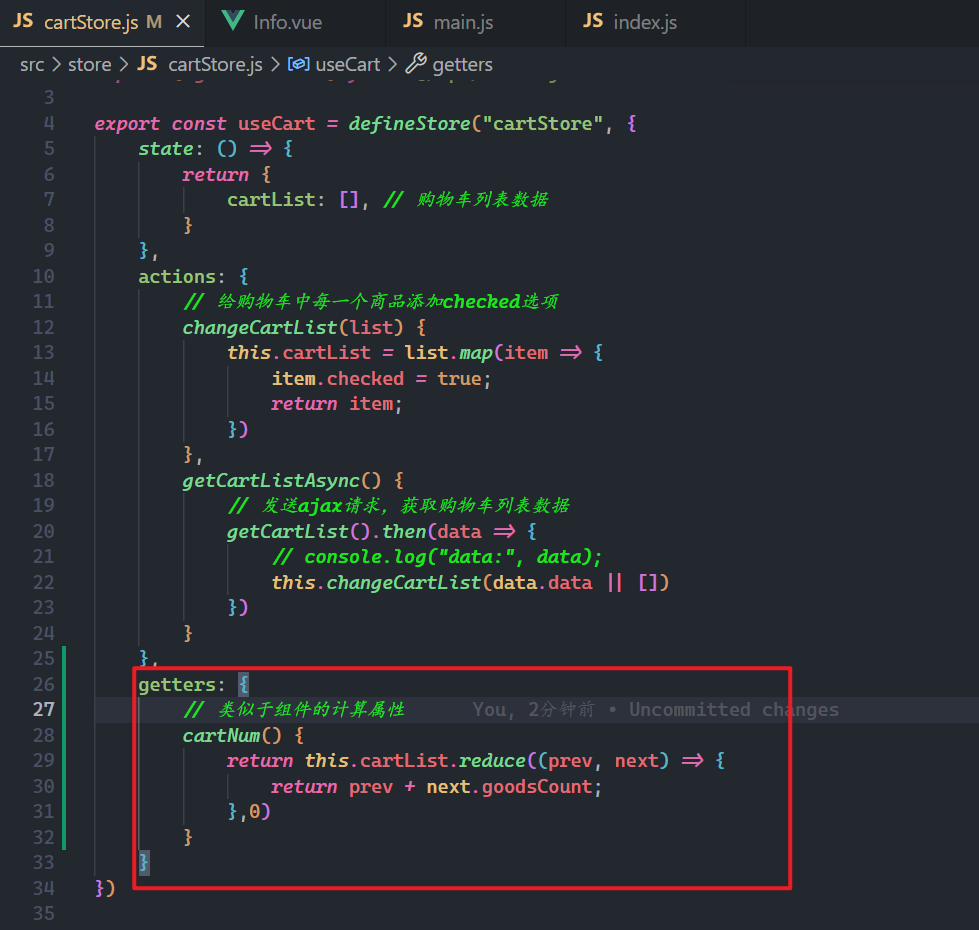 JS cartStore.js M × Info.vue JS main.js JS index.js
src > store > JS cartStore.js > useCart > getters
3
4 export const useCart = defineStore("cartStore", {
5 state: () => {
6 return {
7 cartList: [], // 购物车列表数据
8 }
9 },
10 actions: {
11 // 给购物车中每一个商品添加checked选项
12 changeCartList(list) {
13 this.cartList = list.map(item => {
14 item.checked = true;
15 return item;
16 })
17 },
18 getCartListAsync() {
19 // 发送ajax请求, 获取购物车列表数据
20 getCartList().then(data => {
21 // console.log("data:", data);
22 this.changeCartList(data.data || [])
23 })
24 }
25 },
26 getters: {
27 // 类似于组件的计算属性 You, 2分钟前 • Uncommitted changes
28 cartNum() {
29 return this.cartList.reduce((prev, next) => {
30 return prev + next.goodsCount;
31 },0)
32 }
33 }
34 })
35